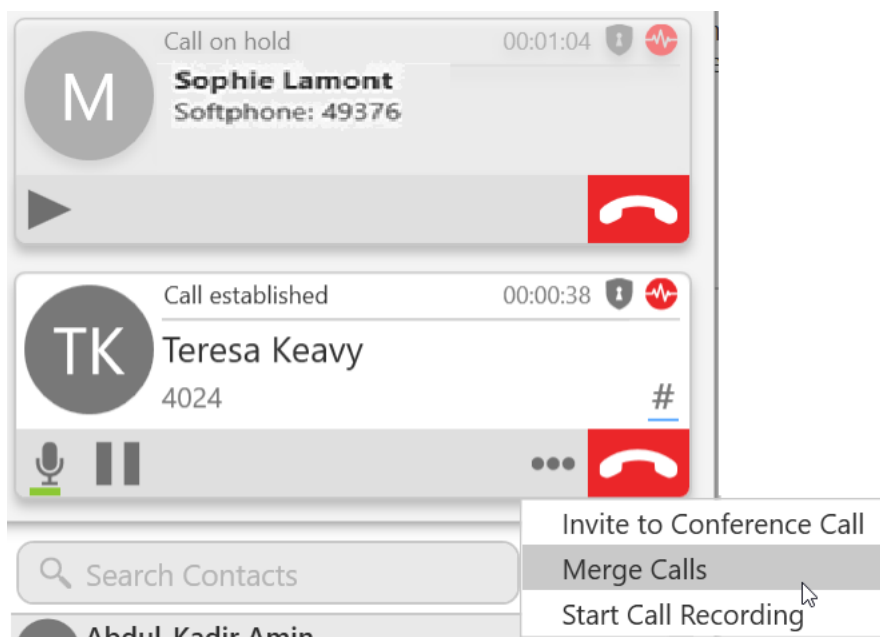 Call on hold 00:01:04
M
Sophie Lamont
Softphone: 49376
Call established 00:00:38
TK
Teresa Keavy
4024 #
Invite to Conference Call
Search Contacts
Merge Calls
Start Call Recording
Abdul-Kadir Amin